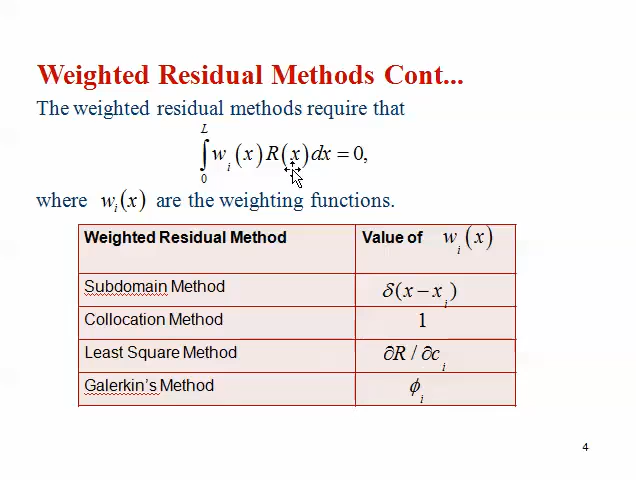 Weighted Residual Methods Cont...
The weighted residual methods require that
∫₀ᴸ wᵢ(x)R(x)dx = 0,
where wᵢ(x) are the weighting functions.
Weighted Residual Method Value of wᵢ(x)
Subdomain Method δ(x − xᵢ)
Collocation Method 1
Least Square Method ∂R / ∂cᵢ
Galerkin's Method ϕᵢ
4